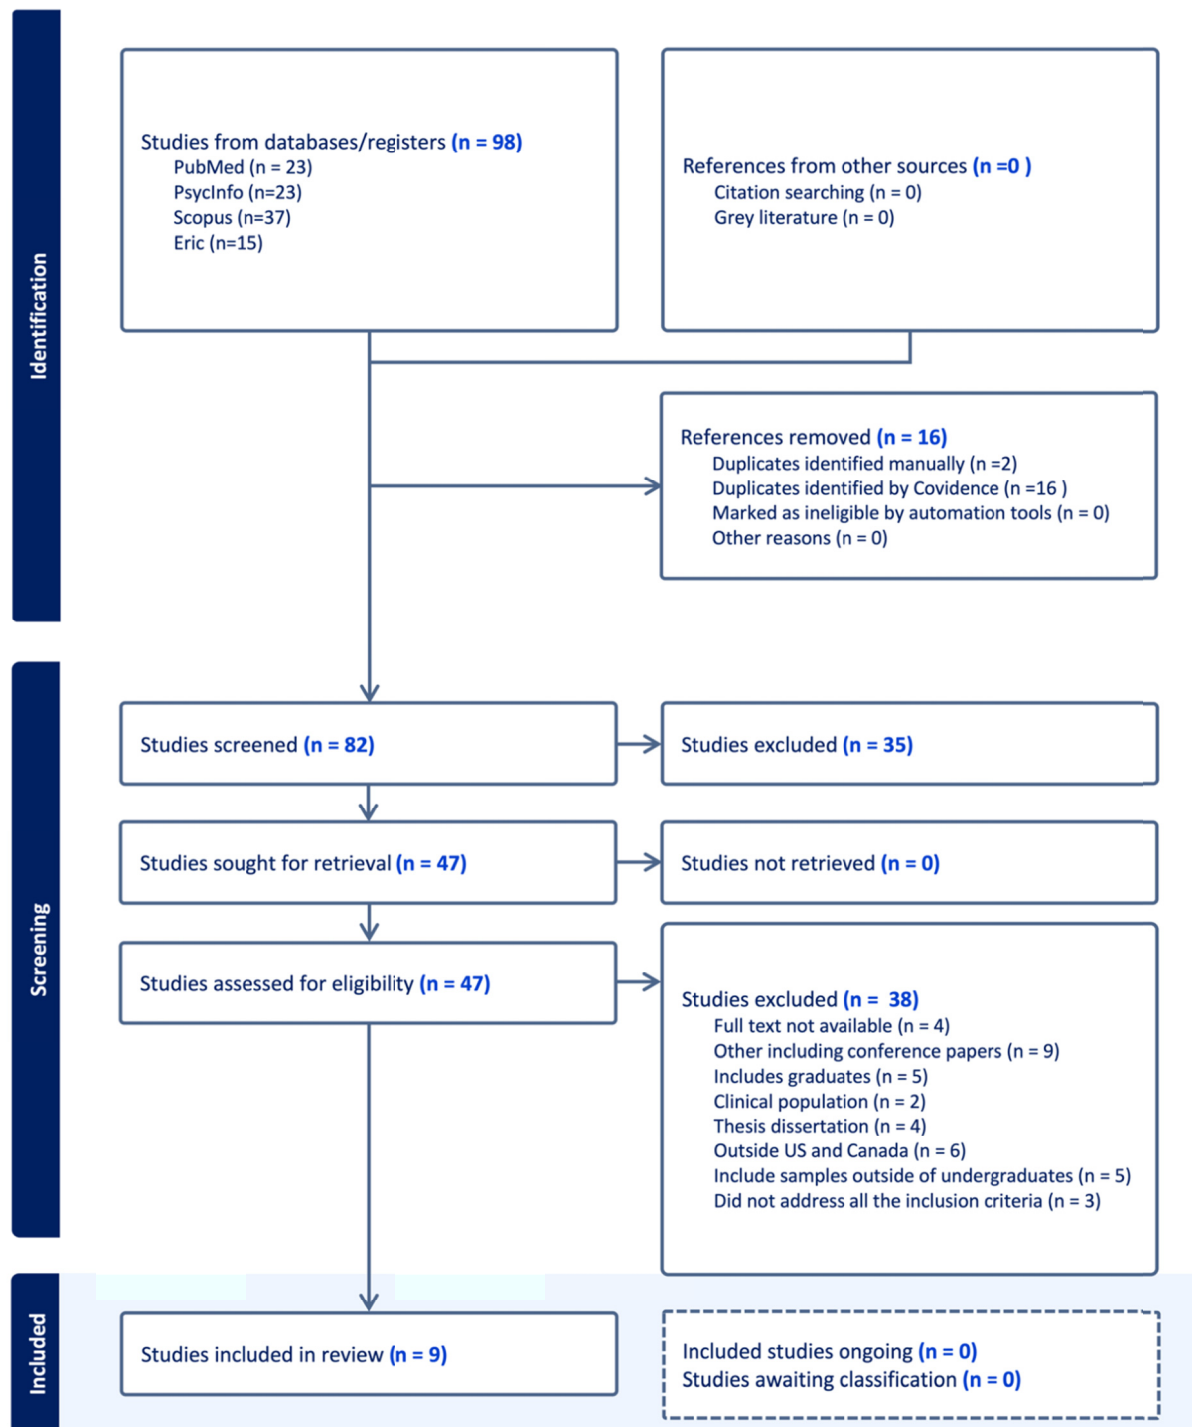 Identification
Studies from databases/registers (n = 98)
PubMed (n = 23)
PsycInfo (n=23)
Scopus (n=37)
Eric (n=15)
References from other sources (n =0 )
Citation searching (n = 0)
Grey literature (n = 0)
References removed (n = 16)
Duplicates identified manually (n =2)
Duplicates identified by Covidence (n =16 )
Marked as ineligible by automation tools (n = 0)
Other reasons (n = 0)
Screening
Studies screened (n = 82)
Studies excluded (n = 35)
Studies sought for retrieval (n = 47)
Studies not retrieved (n = 0)
Studies assessed for eligibility (n = 47)
Studies excluded (n =  38)
Full text not available (n = 4)
Other including conference papers (n = 9)
Includes graduates (n = 5)
Clinical population (n = 2)
Thesis dissertation (n = 4)
Outside US and Canada (n = 6)
Include samples outside of undergraduates (n = 5)
Did not address all the inclusion criteria (n = 3)
Included
Studies included in review (n = 9)
Included studies ongoing (n = 0)
Studies awaiting classification (n = 0)